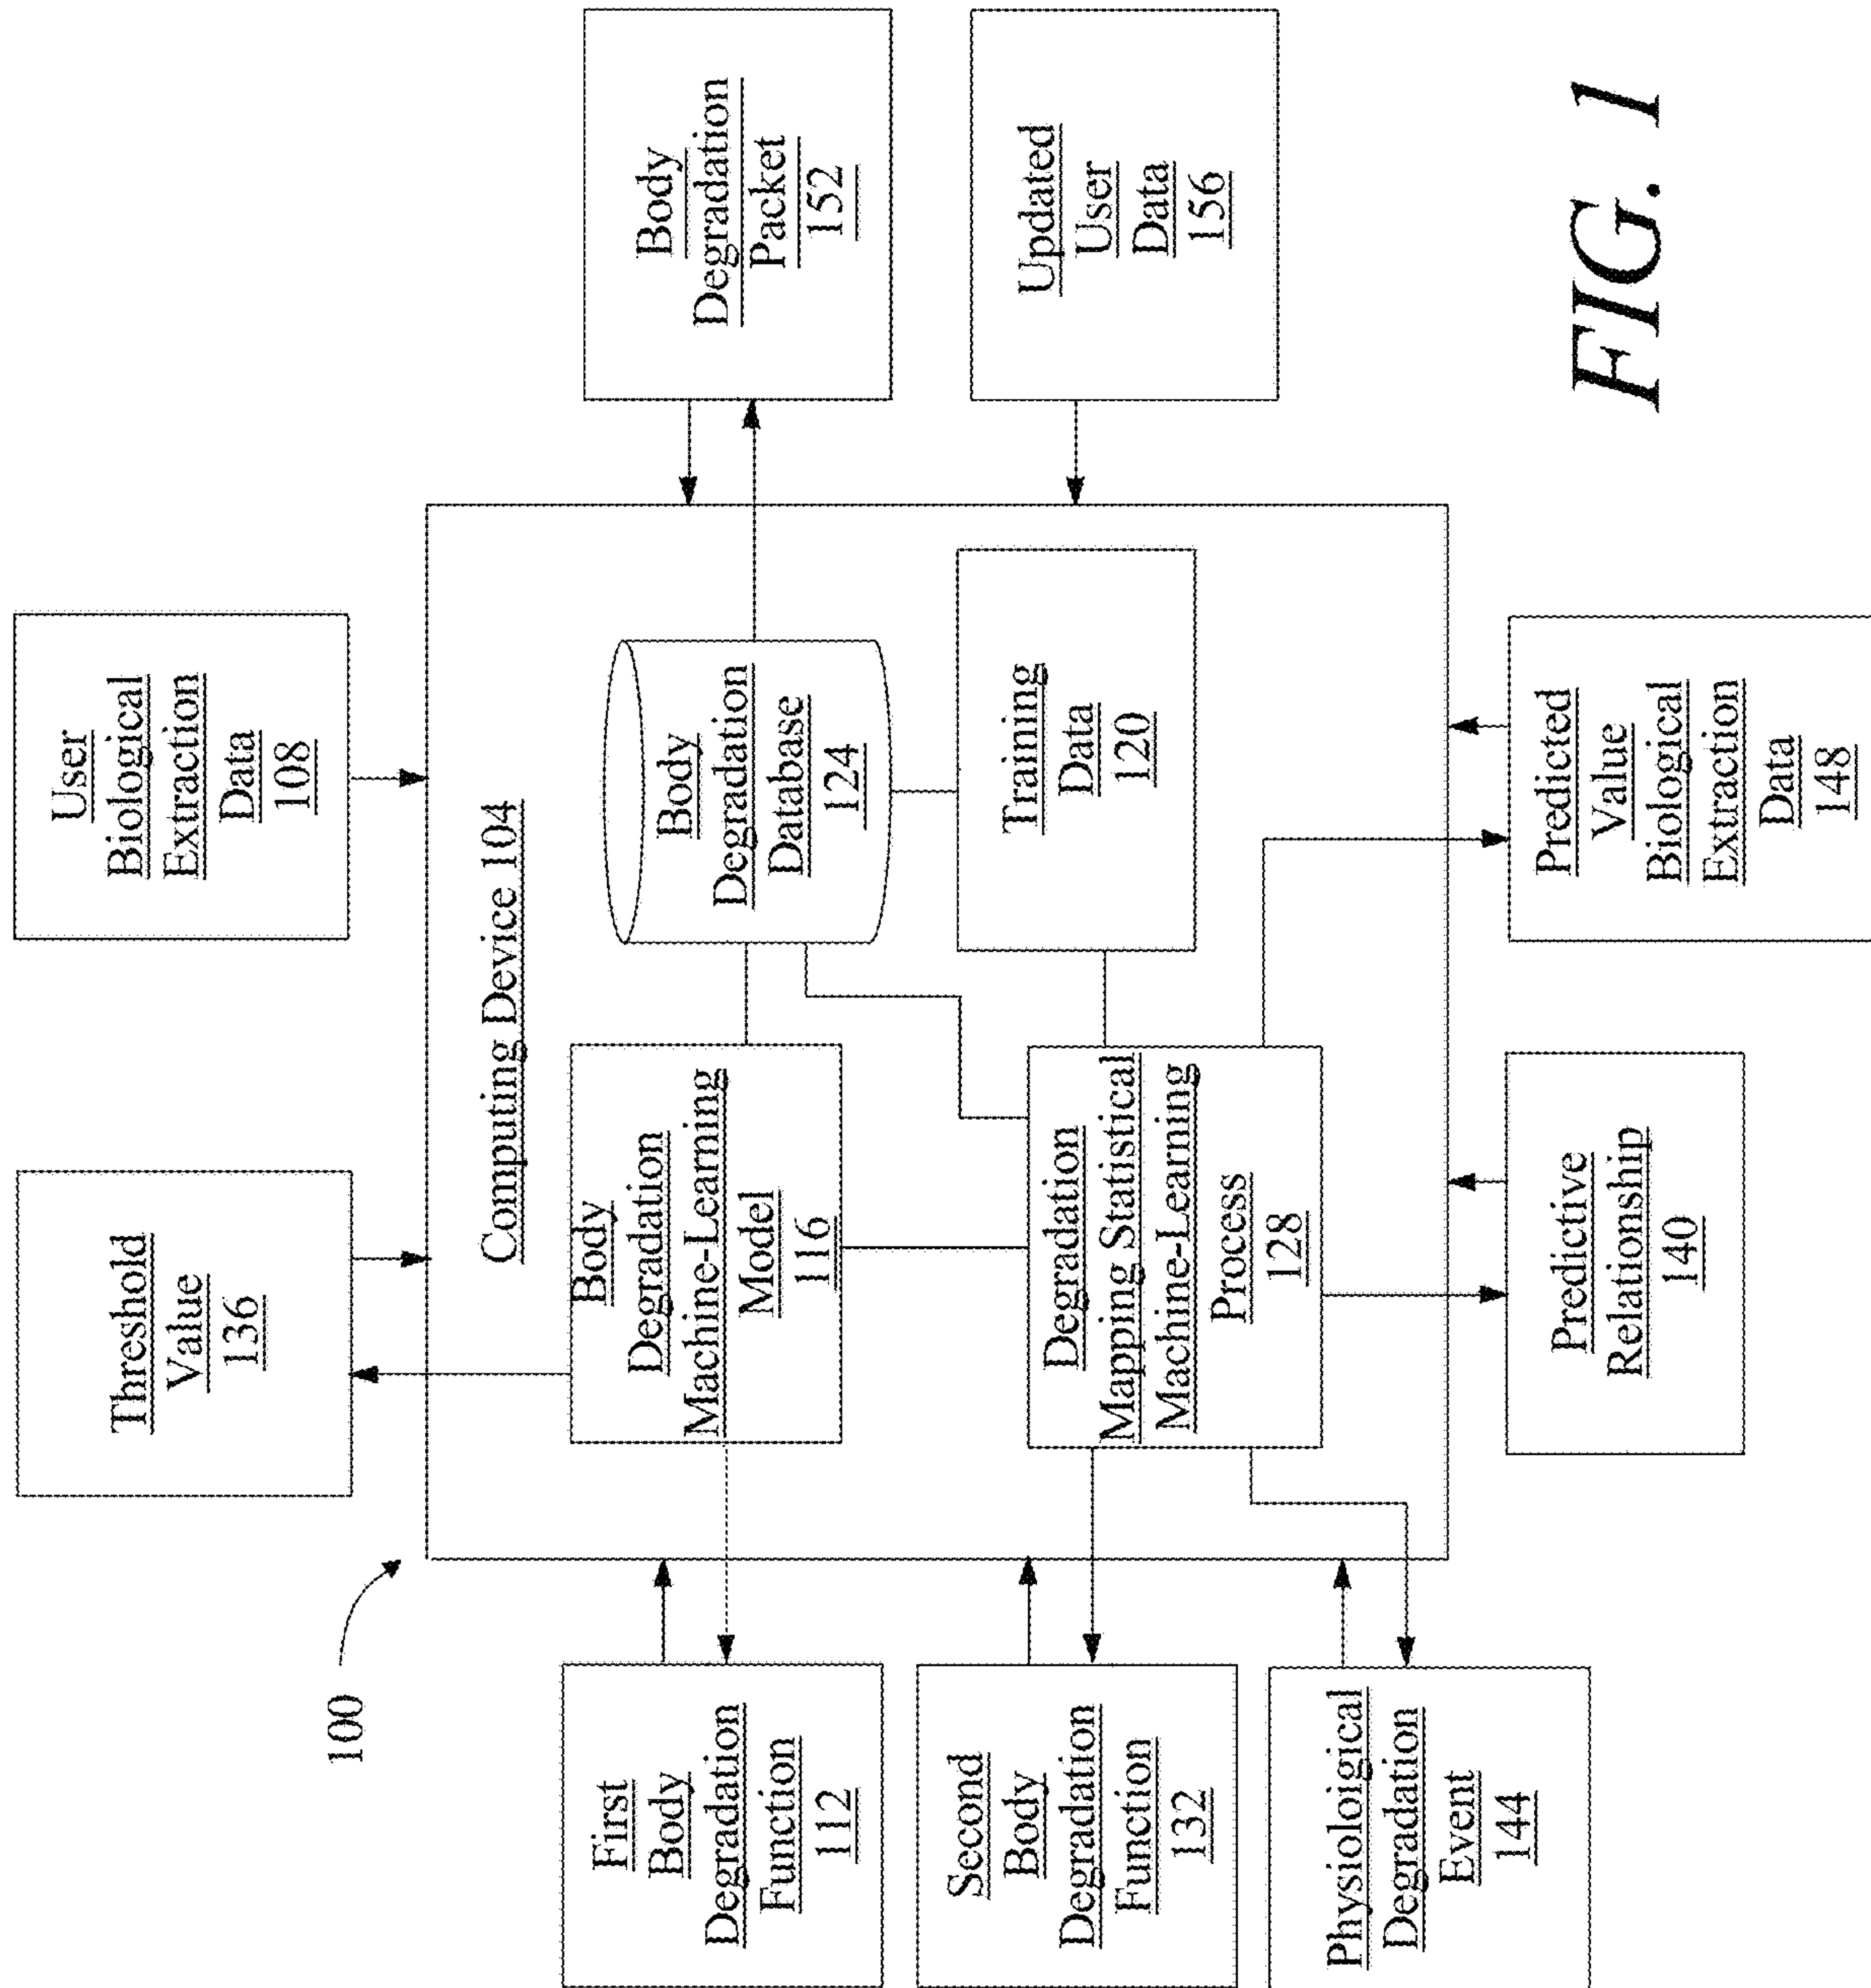 100
Threshold
Value
136
User
Biological
Extraction
Data
108
Computing Device 104
First
Body
Degradation
Function
112
Body
Degradation
Machine-Learning
Model
116
Body
Degradation
Database
124
Body
Degradation
Packet
152
Second
Body
Degradation
Function
132
Degradation
Mapping Statistical
Machine-Learning
Process
128
Training
Data
120
Updated
User
Data
156
Physioloigical
Degradation
Event
144
Predictive
Relationship
140
Predicted
Value
Biological
Extraction
Data
148
FIG. 1